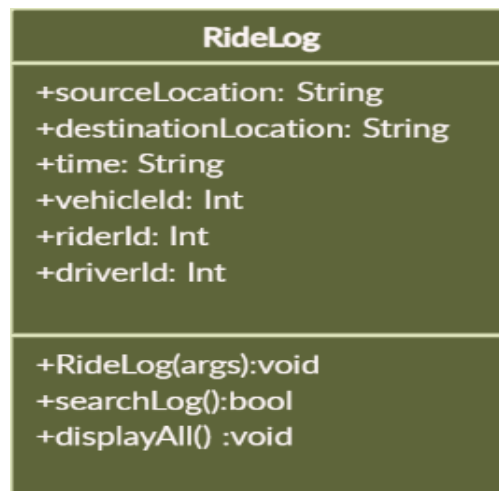 RideLog
+sourceLocation: String
+destinationLocation: String
+time: String
+vehicleId: Int
+riderId: Int
+driverId: Int
+RideLog(args):void
+searchLog():bool
+displayAll() :void